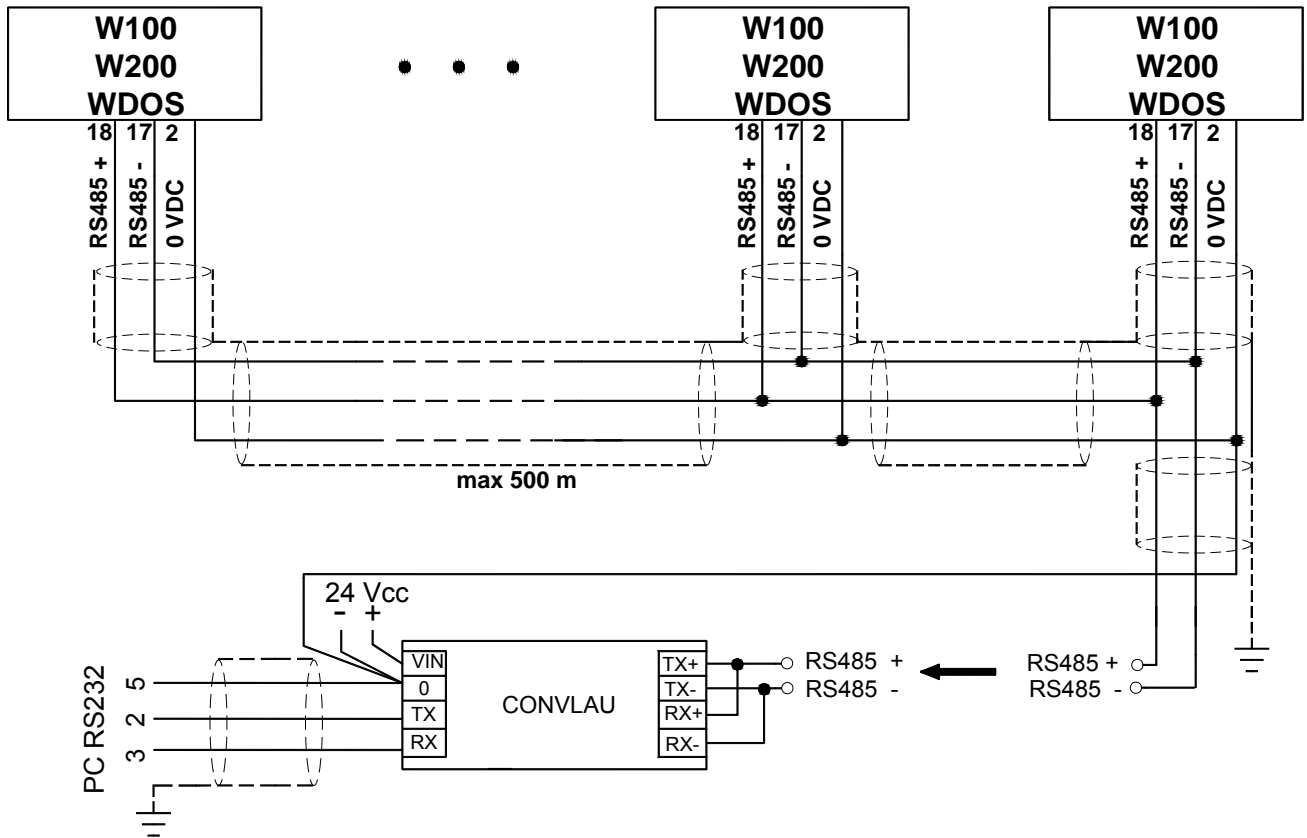 W100
W200
WDOS
18 17 2
RS485 +
RS485 -
0 VDC
W100
W200
WDOS
18 17 2
RS485 +
RS485 -
0 VDC
W100
W200
WDOS
18 17 2
RS485 +
RS485 -
0 VDC
max 500 m
24 Vcc
- +
PC RS232
5
2
3
VIN
0
TX
RX
CONVLAU
TX+
TX-
RX+
RX-
RS485 +
RS485 -
RS485 +
RS485 -